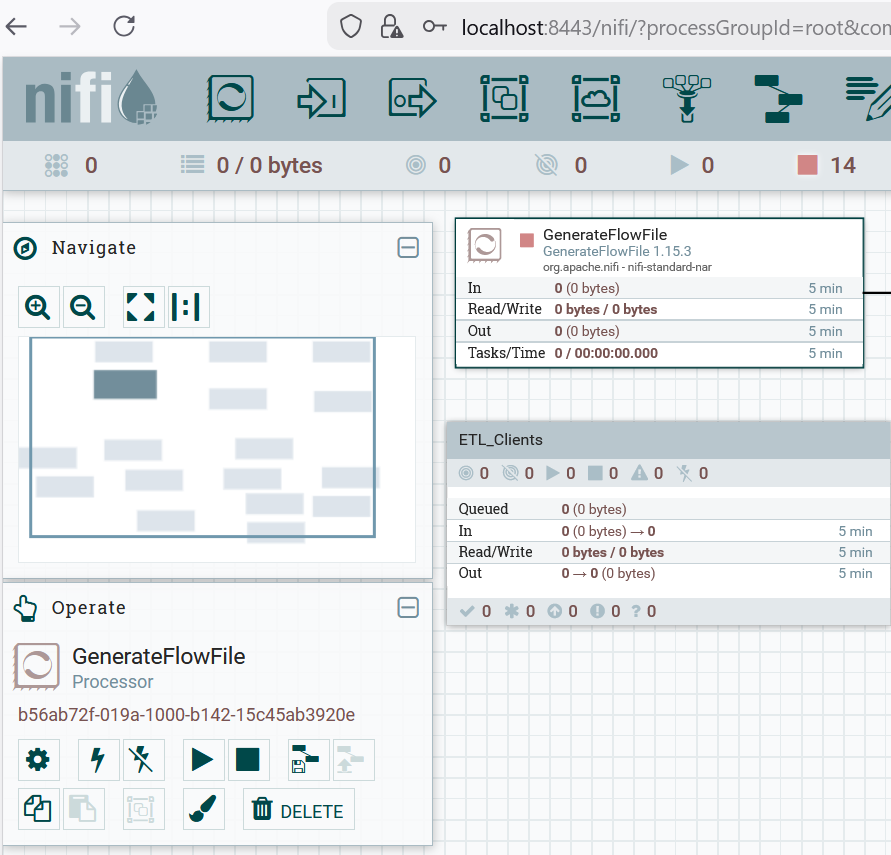 localhost:8443/nifi/?processGroupId=root&con
nifi
0
0 / 0 bytes
0
0
0
14
Navigate
GenerateFlowFile
GenerateFlowFile 1.15.3
org.apache.nifi - nifi-standard-nar
In 0 (0 bytes) 5 min
Read/Write 0 bytes / 0 bytes 5 min
Out 0 (0 bytes) 5 min
Tasks/Time 0 / 00:00:00.000 5 min
ETL_Clients
0 0 0 0 0 0
Queued 0 (0 bytes)
In 0 (0 bytes) → 0 5 min
Read/Write 0 bytes / 0 bytes 5 min
Out 0 → 0 (0 bytes) 5 min
0 0 0 0 ? 0
Operate
GenerateFlowFile
Processor
b56ab72f-019a-1000-b142-15c45ab3920e
DELETE